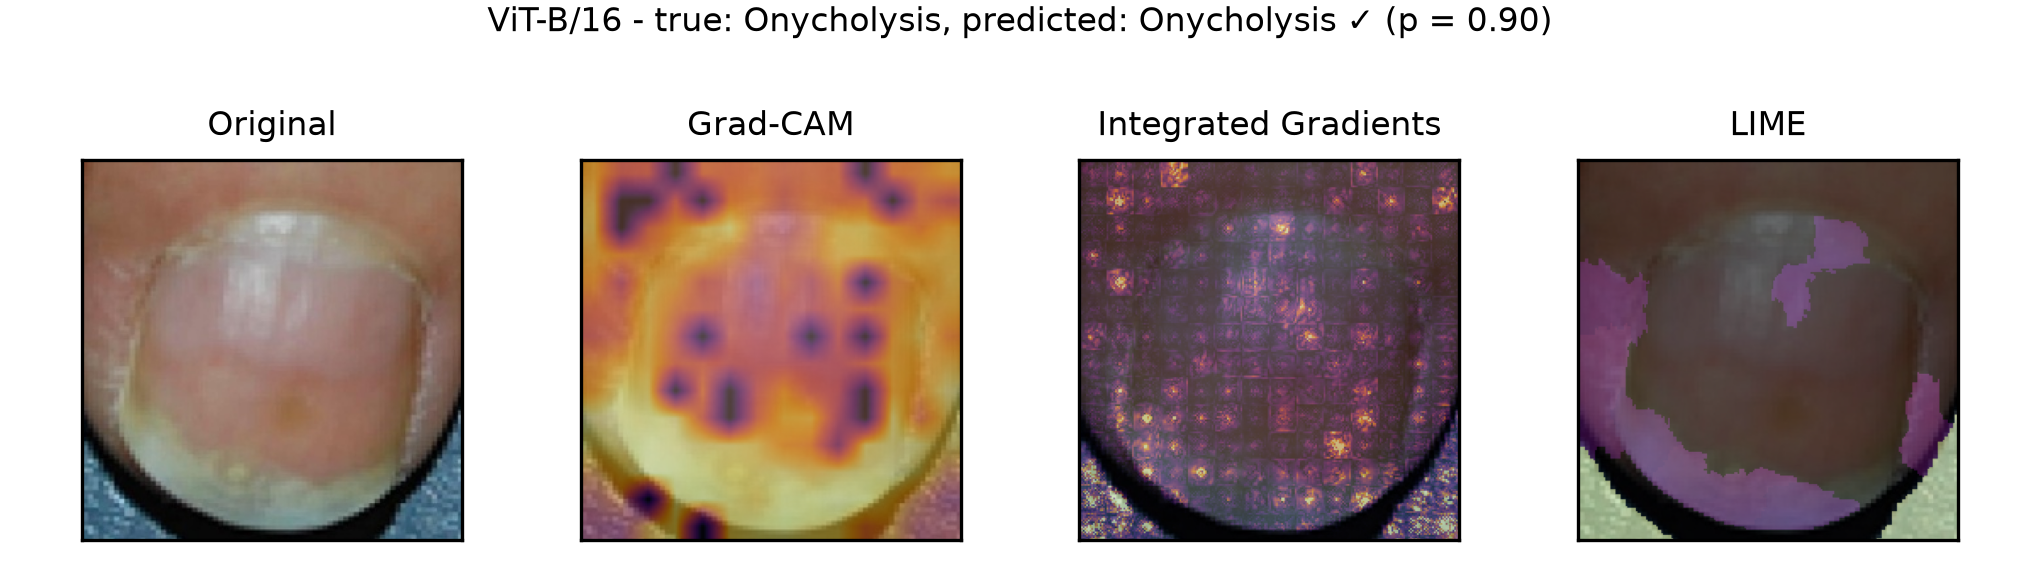 ViT-B/16 - true: Onycholysis, predicted: Onycholysis ✓ (p = 0.90)
Original
Grad-CAM
Integrated Gradients
LIME